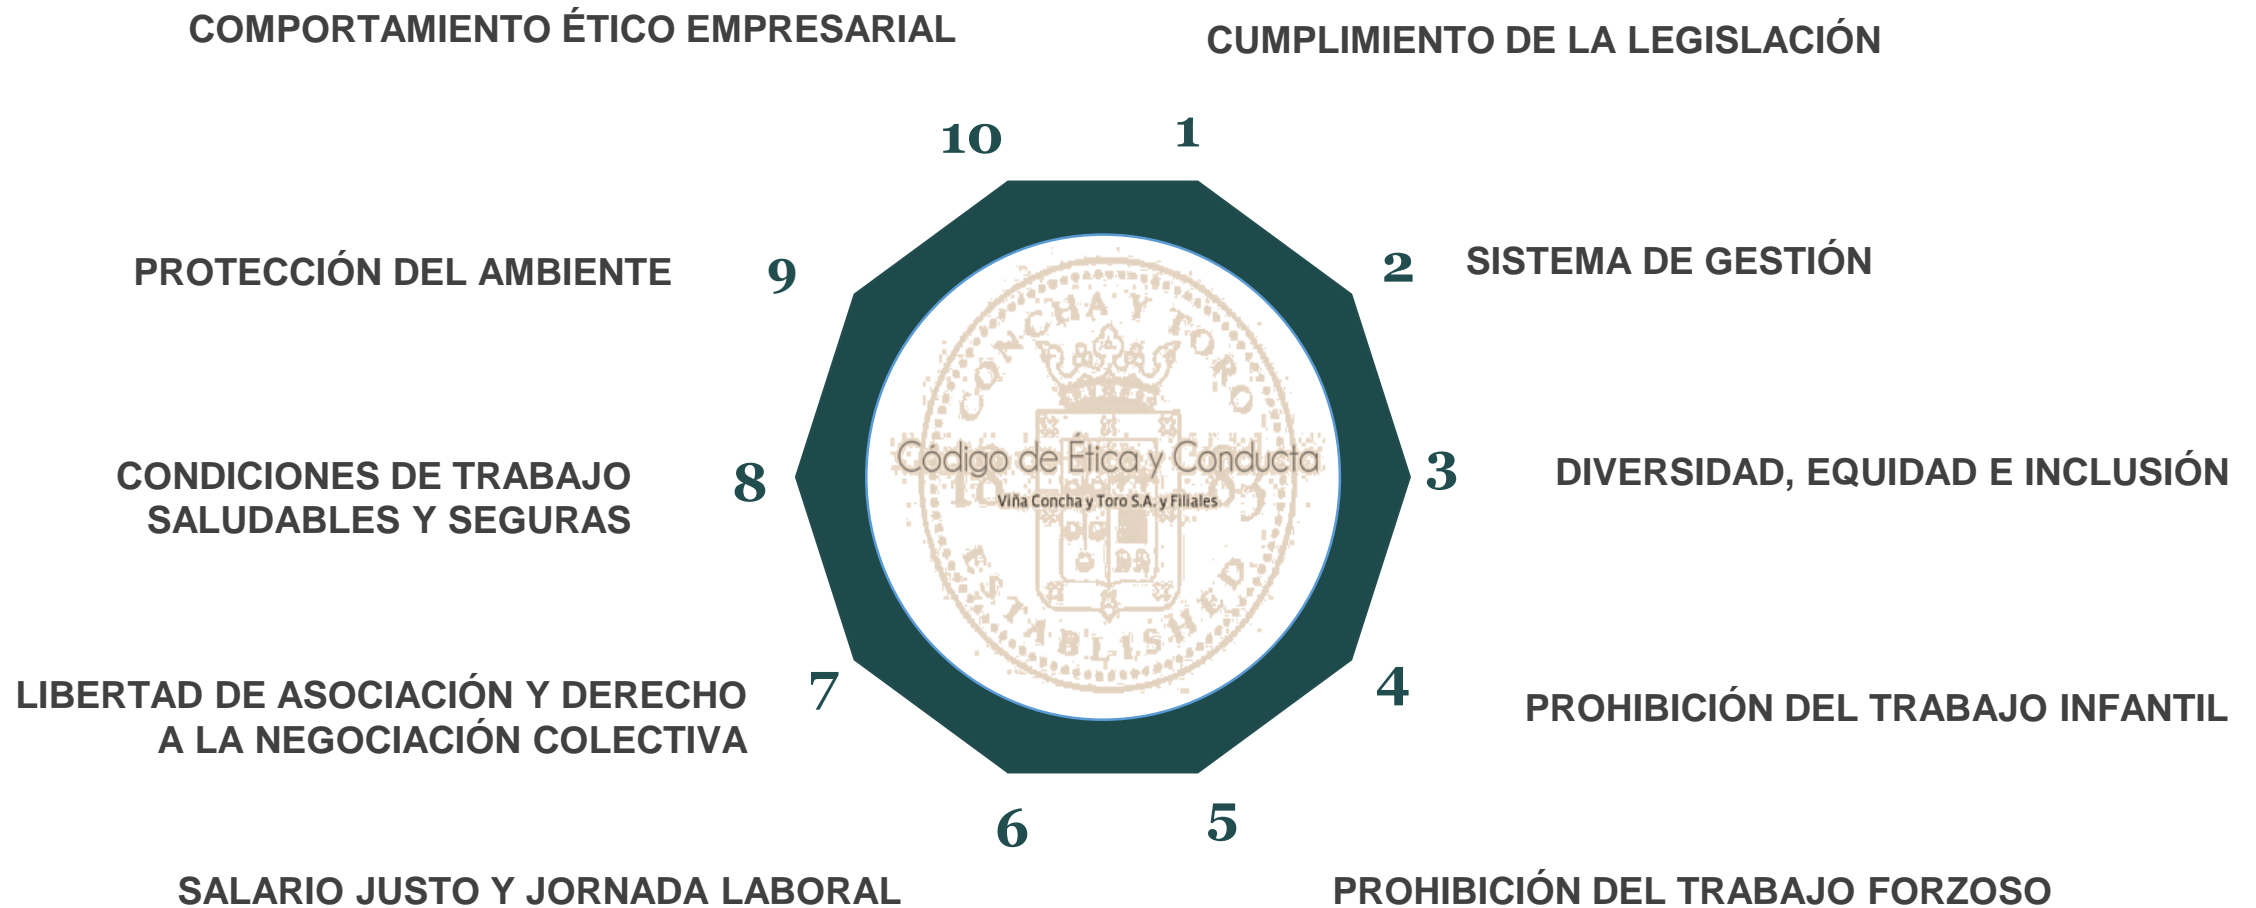 COMPORTAMIENTO ÉTICO EMPRESARIAL
CUMPLIMIENTO DE LA LEGISLACIÓN
10
1
PROTECCIÓN DEL AMBIENTE
9
2
SISTEMA DE GESTIÓN
CONCHA Y TORO
Código de Ética y Conducta
Viña Concha y Toro S.A. y Filiales
ESTABLISHED
CONDICIONES DE TRABAJO
SALUDABLES Y SEGURAS
8
3
DIVERSIDAD, EQUIDAD E INCLUSIÓN
LIBERTAD DE ASOCIACIÓN Y DERECHO
A LA NEGOCIACIÓN COLECTIVA
7
4
PROHIBICIÓN DEL TRABAJO INFANTIL
6
5
SALARIO JUSTO Y JORNADA LABORAL
PROHIBICIÓN DEL TRABAJO FORZOSO